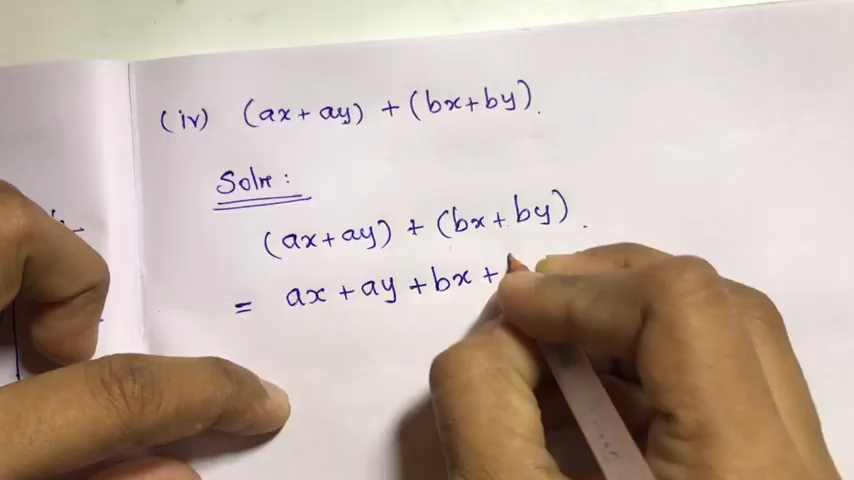 (iv) (ax+ay) + (bx+by).
Soln:
(ax+ay) + (bx+by).
= ax +ay +bx +